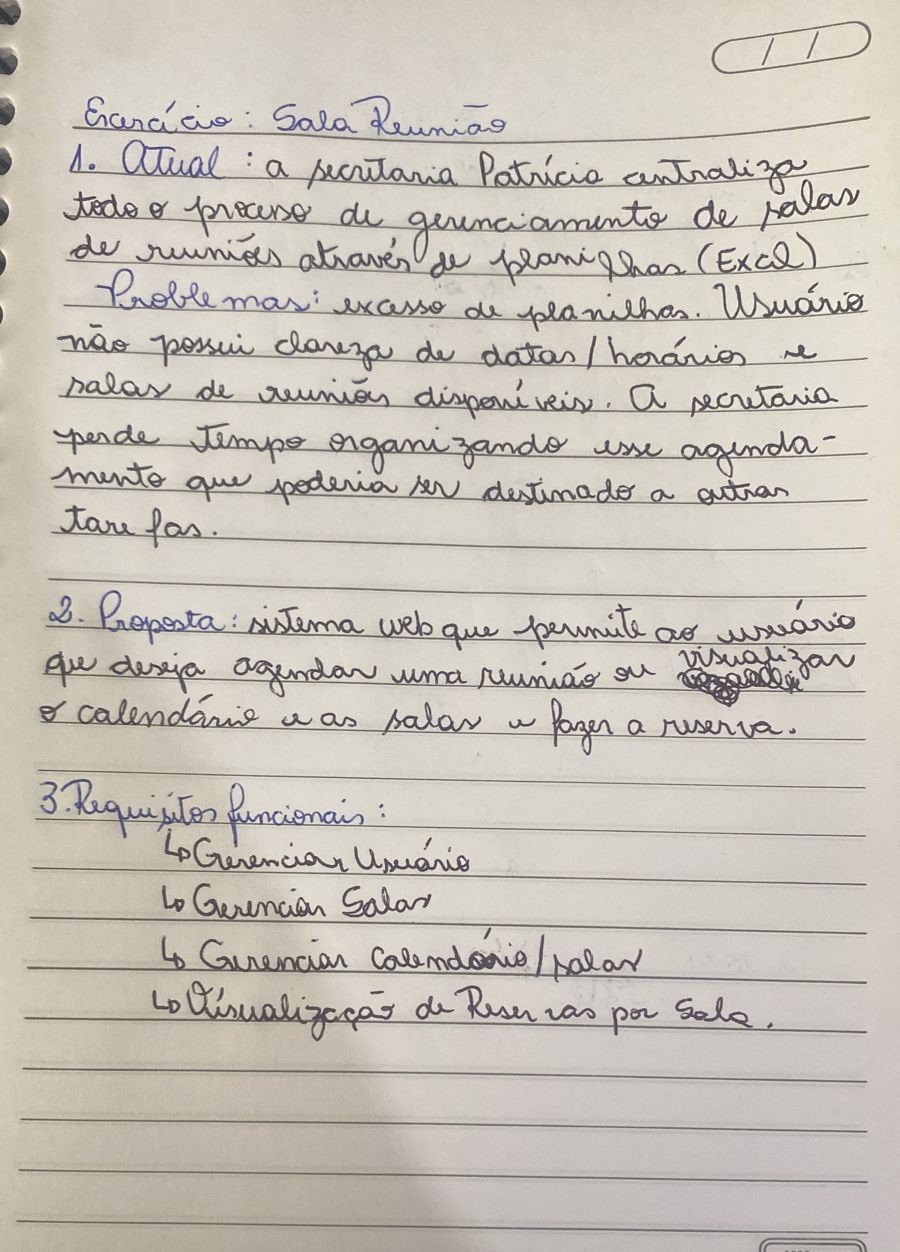 Exercício: Sala Reunião
1. Atual: a secretaria Patrícia centraliza
todo o processo de gerenciamento de salas
de reuniões através de planilhas (Excel)
Problemas: excesso de planilhas. Usuário
não possui clareza de datas/horários e
salas de reuniões disponíveis. A secretária
perde tempo organizando esse agenda-
mento que poderia ser destinado a outras
tarefas.
2. Proposta: sistema web que permite ao usuário
que deseja agendar uma reunião ou visualizar
o calendário e as salas e fazer a reserva.
3. Requisitos funcionais:
↳ Gerenciar Usuário
↳ Gerenciar Salas
↳ Gerenciar Calendário/salas
↳ Visualização de Reservas por Sala.